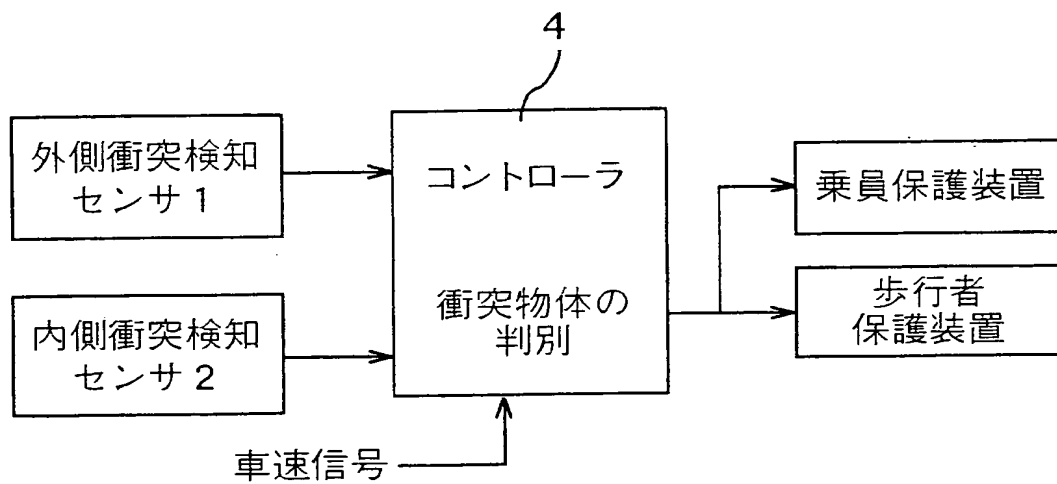 4
外側衝突検知
センサ1
コントローラ
乗員保護装置
内側衝突検知
センサ2
衝突物体の
判別
歩行者
保護装置
車速信号